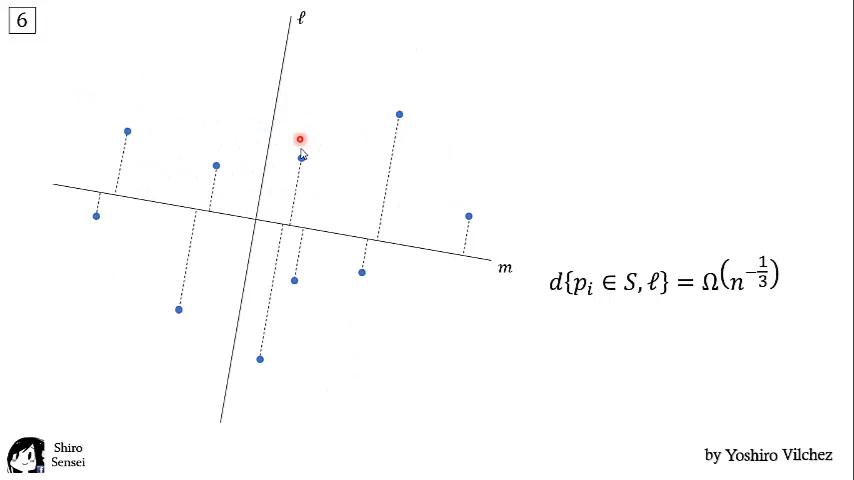 6
ℓ
m
d{pᵢ ∈ S, ℓ} = Ω(n^{-1/3})
Shiro
Sensei
by Yoshiro Vilchez